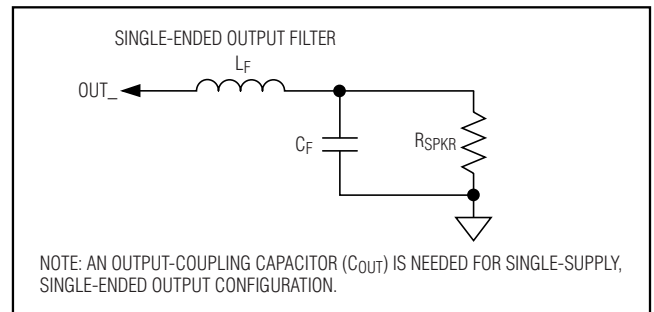 SINGLE-ENDED OUTPUT FILTER
LF
OUT_
CF
RSPKR
NOTE: AN OUTPUT-COUPLING CAPACITOR (COUT) IS NEEDED FOR SINGLE-SUPPLY,
SINGLE-ENDED OUTPUT CONFIGURATION.